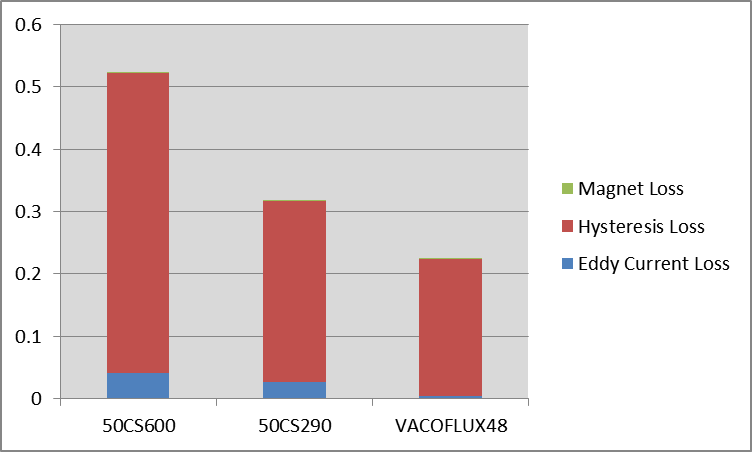 0.6
0.5
0.4
0.3
0.2
0.1
0
50CS600
50CS290
VACOFLUX48
Magnet Loss
Hysteresis Loss
Eddy Current Loss